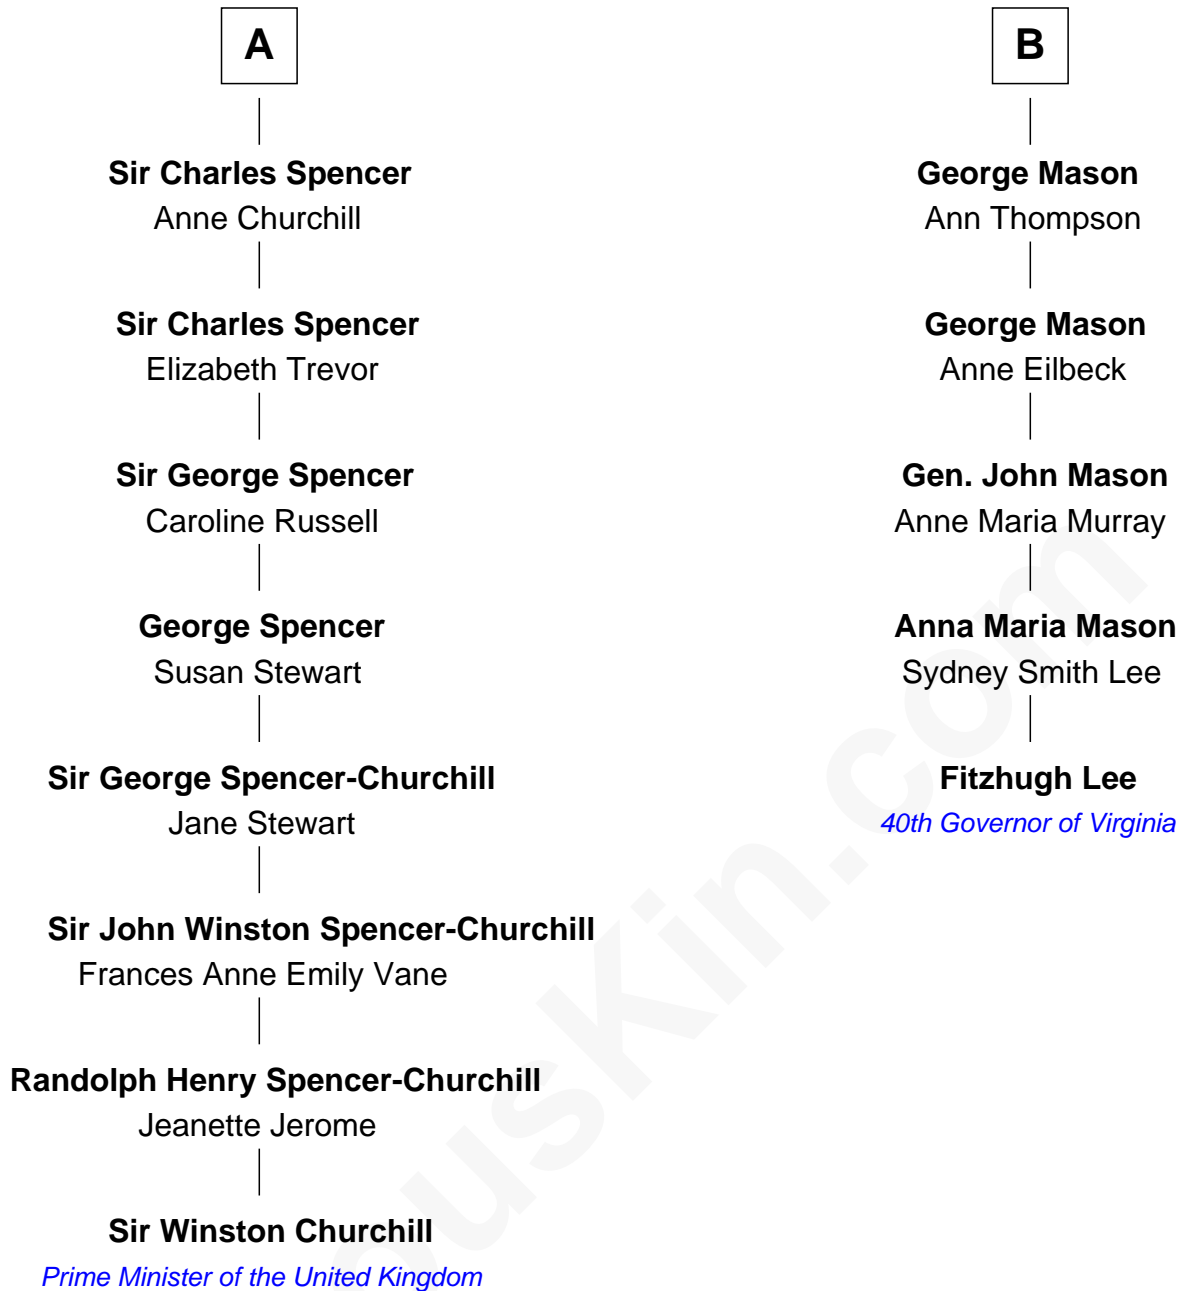 A
Sir Charles Spencer
Anne Churchill
Sir Charles Spencer
Elizabeth Trevor
Sir George Spencer
Caroline Russell
George Spencer
Susan Stewart
Sir George Spencer-Churchill
Jane Stewart
Sir John Winston Spencer-Churchill
Frances Anne Emily Vane
Randolph Henry Spencer-Churchill
Jeanette Jerome
Sir Winston Churchill
Prime Minister of the United Kingdom
B
George Mason
Ann Thompson
George Mason
Anne Eilbeck
Gen. John Mason
Anne Maria Murray
Anna Maria Mason
Sydney Smith Lee
Fitzhugh Lee
40th Governor of Virginia
ousKin.com